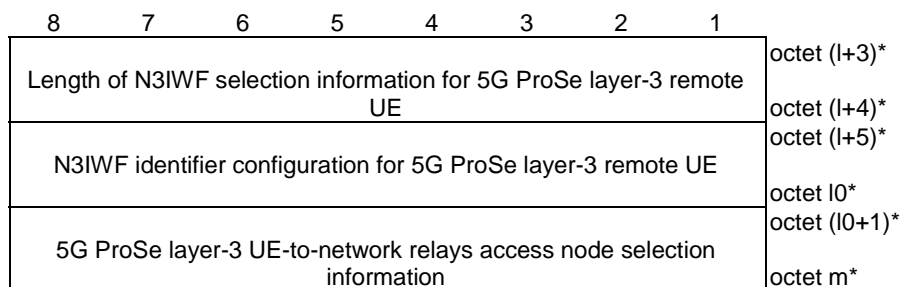 8 7 6 5 4 3 2 1
octet (l+3)*
Length of N3IWF selection information for 5G ProSe layer-3 remote
UE
octet (l+4)*
octet (l+5)*
N3IWF identifier configuration for 5G ProSe layer-3 remote UE
octet l0*
octet (l0+1)*
5G ProSe layer-3 UE-to-network relays access node selection
information
octet m*